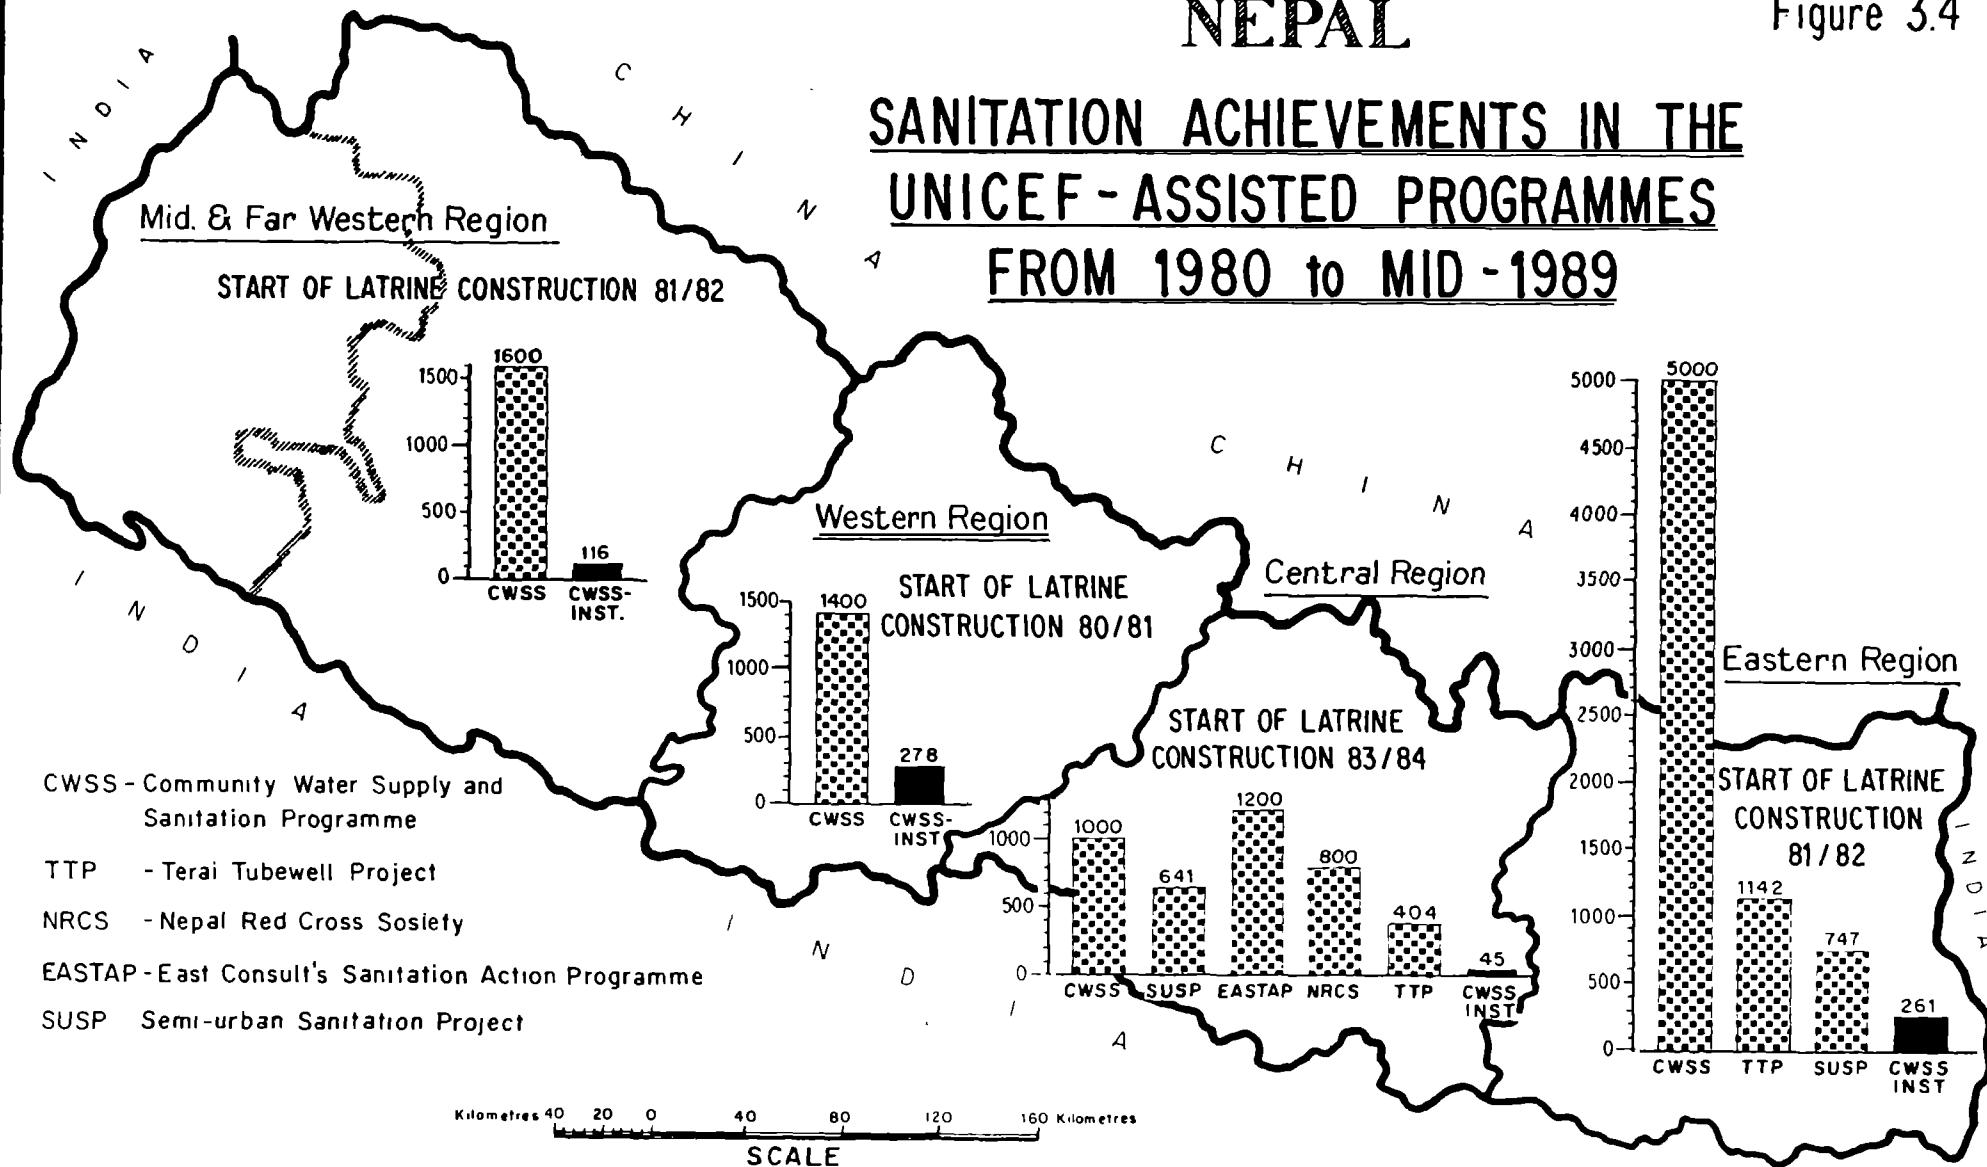 NEPAL
Figure 3.4
SANITATION ACHIEVEMENTS IN THE
UNICEF-ASSISTED PROGRAMMES
FROM 1980 to MID-1989
INDIA
CHINA
Mid. & Far Western Region
START OF LATRINE CONSTRUCTION 81/82
1600
1500
1000
500
0
116
CWSS
CWSS-
INST.
INDIA
Western Region
START OF LATRINE
CONSTRUCTION 80/81
1500
1400
1000
500
278
0
CWSS
CWSS-
INST
CHINA
Central Region
START OF LATRINE
CONSTRUCTION 83/84
1000
500
0
1000
641
1200
800
404
45
CWSS
SUSP
EASTAP
NRCS
TTP
CWSS
INST
INDIA
Eastern Region
START OF LATRINE
CONSTRUCTION
81/82
5000
4500
4000
3500
3000
2500
2000
1500
1000
500
0
5000
1142
747
261
CWSS
TTP
SUSP
CWSS
INST
INDIA
CWSS - Community Water Supply and
Sanitation Programme
TTP - Terai Tubewell Project
NRCS - Nepal Red Cross Sosiety
EASTAP - East Consult's Sanitation Action Programme
SUSP Semi-urban Sanitation Project
Kilometres 40 20 0 40 80 120 160 Kilometres
SCALE